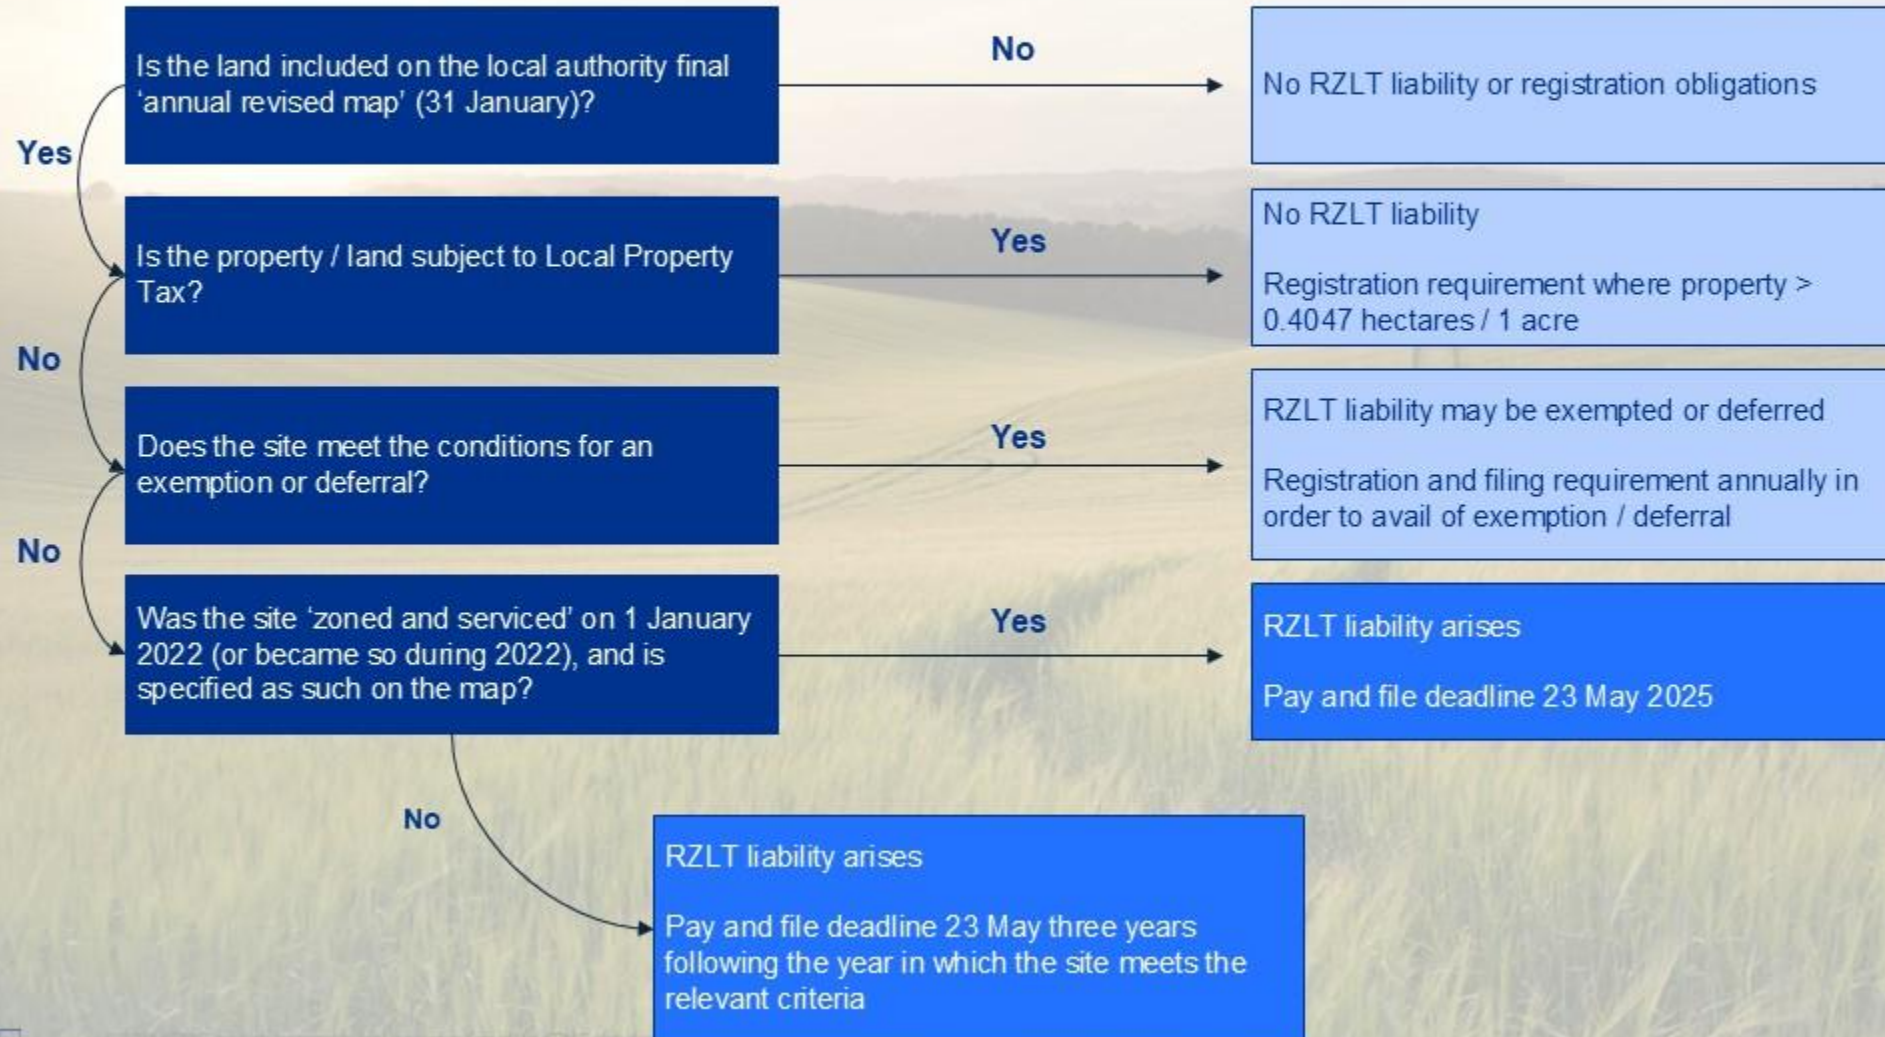 Is the land included on the local authority final
‘annual revised map’ (31 January)?
No
No RZLT liability or registration obligations
Yes
Is the property / land subject to Local Property
Tax?
Yes
No RZLT liability
Registration requirement where property >
0.4047 hectares / 1 acre
No
Does the site meet the conditions for an
exemption or deferral?
Yes
RZLT liability may be exempted or deferred
Registration and filing requirement annually in
order to avail of exemption / deferral
No
Was the site ‘zoned and serviced’ on 1 January
2022 (or became so during 2022), and is
specified as such on the map?
Yes
RZLT liability arises
Pay and file deadline 23 May 2025
No
RZLT liability arises
Pay and file deadline 23 May three years
following the year in which the site meets the
relevant criteria